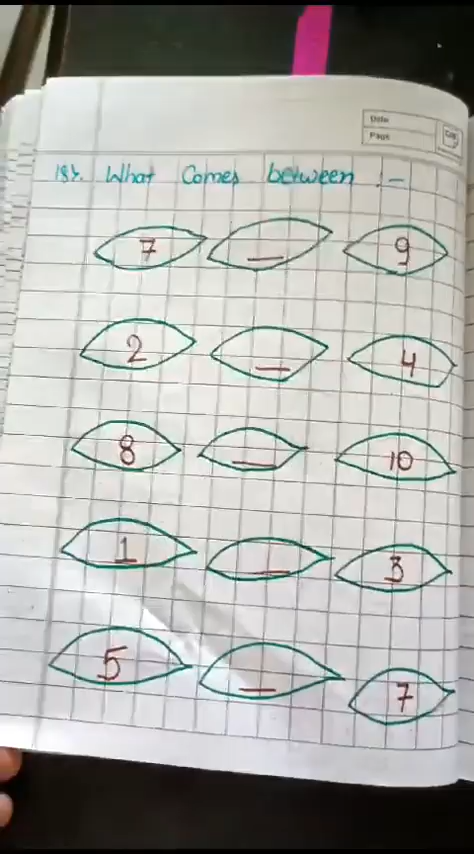 Date
Page
18). What Comes between :-
7 _ 9
2 _ 4
8 _ 10
1 _ 3
5 _ 7